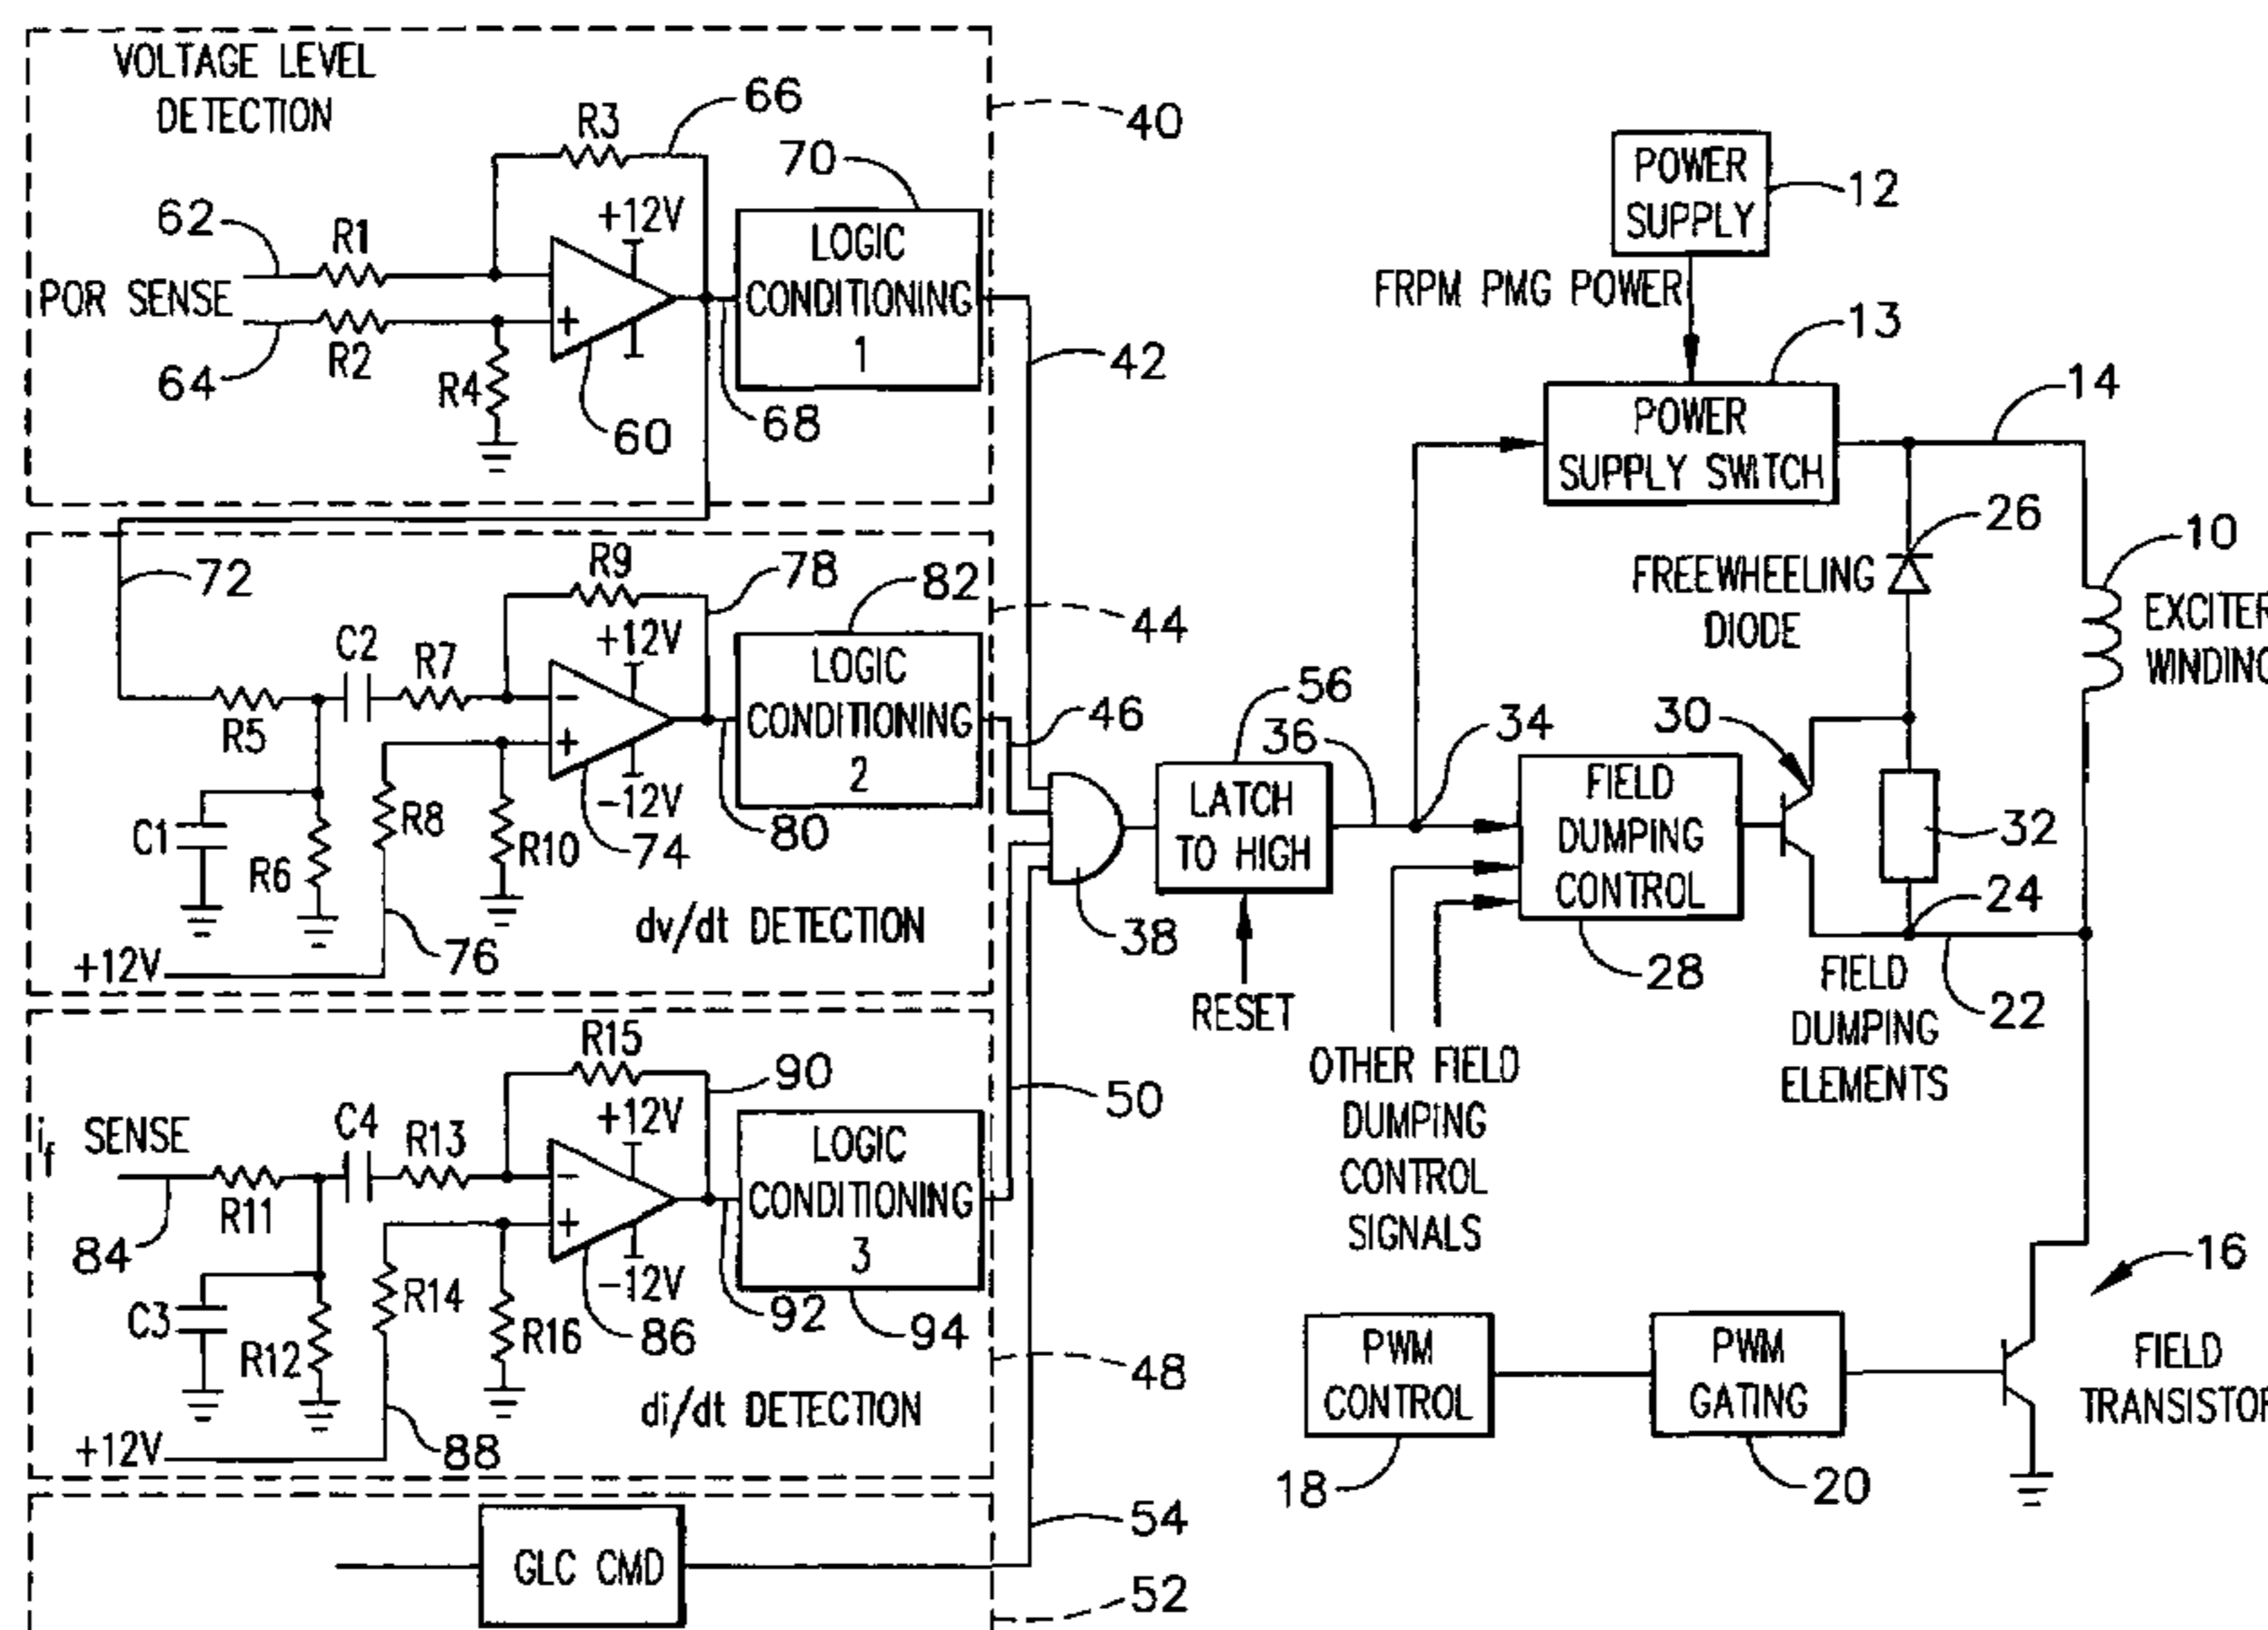 VOLTAGE LEVEL
DETECTION
R3
66
40
70
+12V
62
R1
LOGIC
CONDITIONING
1
POR SENSE
+
R2
64
R4
60
68
42
POWER
SUPPLY
12
FRPM PMG POWER
13
POWER
SUPPLY SWITCH
14
26
10
FREEWHEELING
DIODE
72
R9
78
82
44
C2
R7
+12V
LOGIC
CONDITIONING
2
−
+
R5
46
56
36
34
30
C1
R6
R8
R10
−12V
74
80
LATCH
TO HIGH
FIELD
DUMPING
CONTROL
32
24
76
dv/dt DETECTION
38
+12V
RESET
28
22
FIELD
DUMPING
ELEMENTS
OTHER FIELD
DUMPING
CONTROL
SIGNALS
R15
90
50
if SENSE
C4
R13
+12V
LOGIC
CONDITIONING
3
−
+
R11
84
C3
R12
R14
R16
−12V
86
92
94
48
di/dt DETECTION
+12V
88
16
PWM
CONTROL
PWM
GATING
FIELD
18
20
54
GLC CMD
52